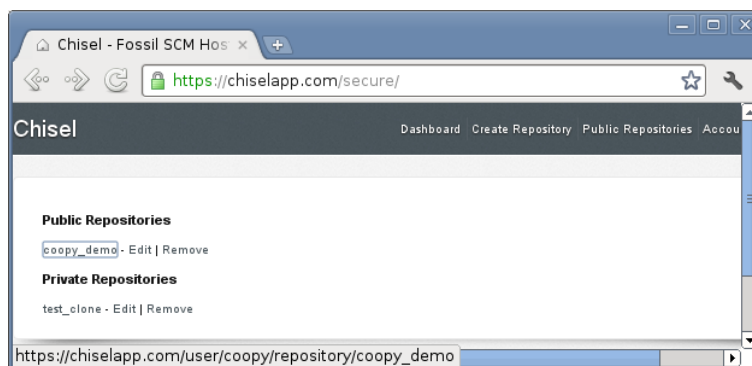 Chisel - Fossil SCM Hos
https://chiselapp.com/secure/
Chisel
Dashboard Create Repository Public Repositories Accou
Public Repositories
coopy_demo - Edit | Remove
Private Repositories
test_clone - Edit | Remove
https://chiselapp.com/user/coopy/repository/coopy_demo